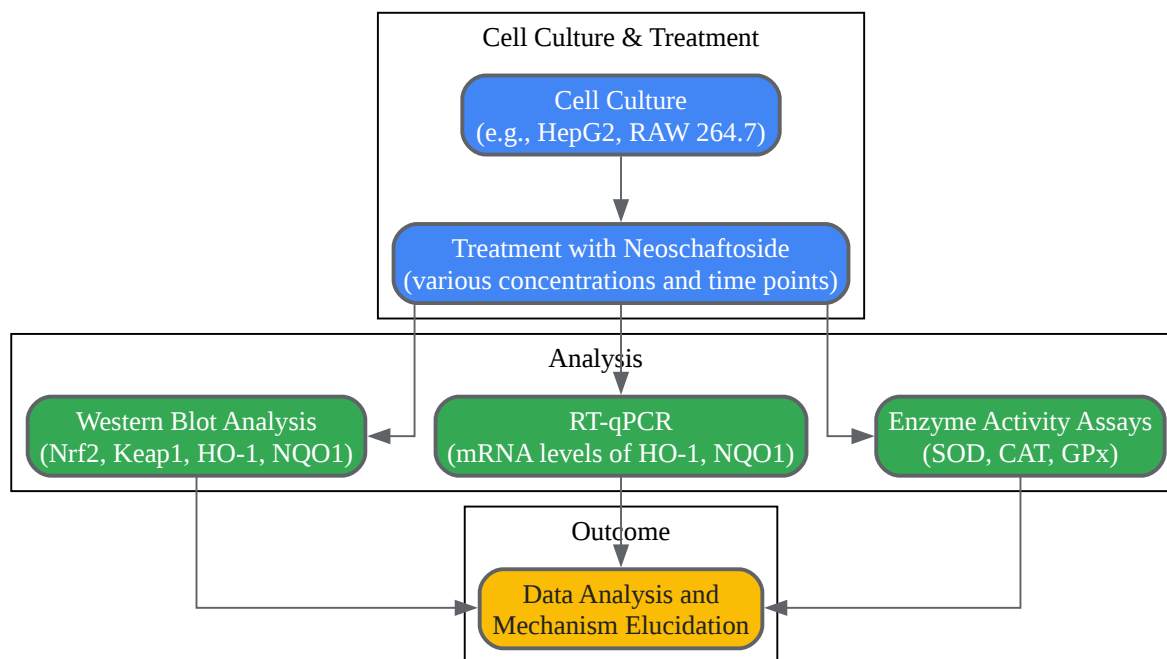 Cell Culture & Treatment
Cell Culture
(e.g., HepG2, RAW 264.7)
Treatment with Neoschaftoside
(various concentrations and time points)
Analysis
Western Blot Analysis
(Nrf2, Keap1, HO-1, NQO1)
RT-qPCR
(mRNA levels of HO-1, NQO1)
Enzyme Activity Assays
(SOD, CAT, GPx)
Outcome
Data Analysis and
Mechanism Elucidation